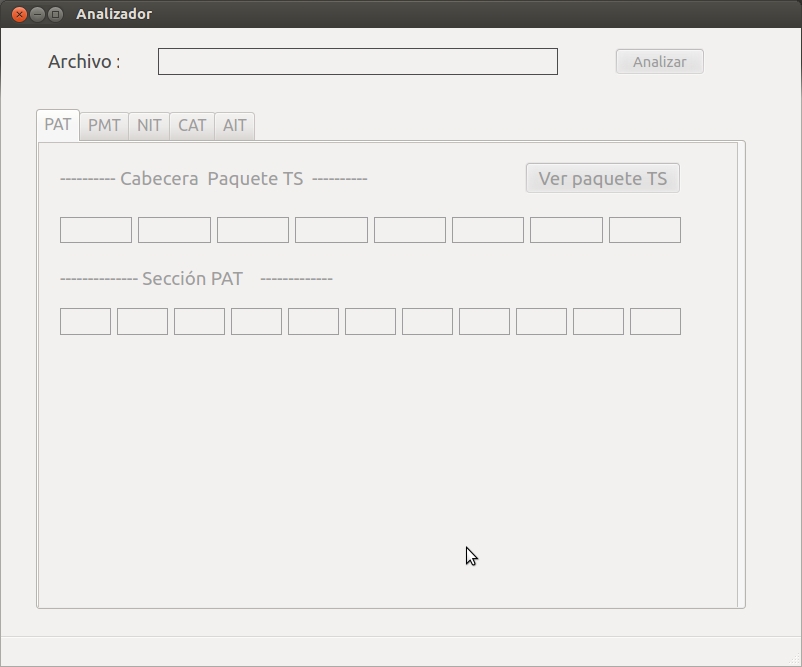 Analizador
Archivo :
Analizar
PAT PMT NIT CAT AIT
---------- Cabecera Paquete TS ----------
Ver paquete TS
-------------- Sección PAT -------------